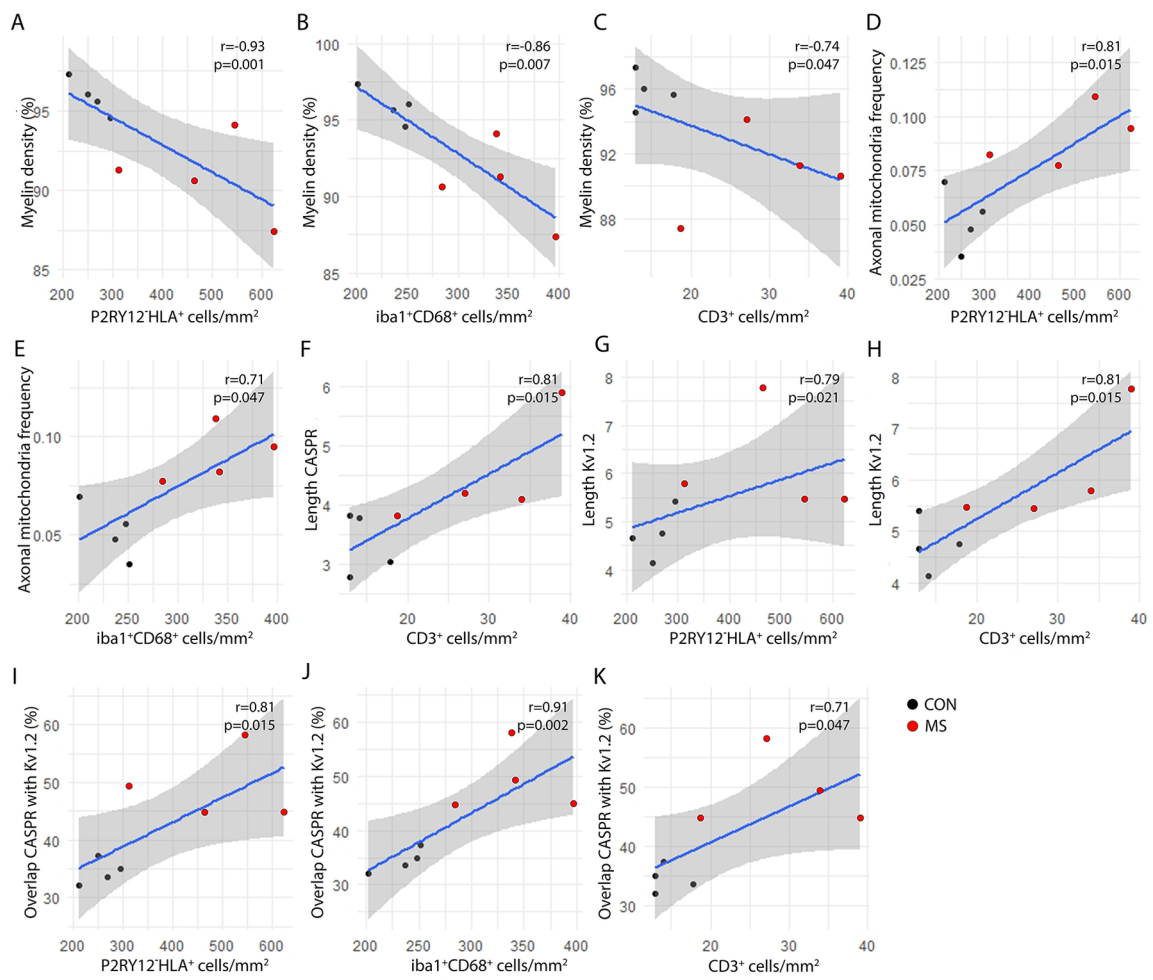 A
r=-0.93
p=0.001
Myelin density (%)
95
90
85
200 300 400 500 600
P2RY12⁻HLA⁺ cells/mm²
B
r=-0.86
p=0.007
Myelin density (%)
100
95
90
85
200 250 300 350 400
iba1⁺CD68⁺ cells/mm²
C
r=-0.74
p=0.047
Myelin density (%)
96
92
88
20 30 40
CD3⁺ cells/mm²
D
r=0.81
p=0.015
Axonal mitochondria frequency
0.125
0.100
0.075
0.050
0.025
200 300 400 500 600
P2RY12⁻HLA⁺ cells/mm²
E
r=0.71
p=0.047
Axonal mitochondria frequency
0.10
0.05
200 250 300 350 400
iba1⁺CD68⁺ cells/mm²
F
r=0.81
p=0.015
Length CASPR
6
5
4
3
20 30 40
CD3⁺ cells/mm²
G
r=0.79
p=0.021
Length Kv1.2
8
7
6
5
4
200 300 400 500 600
P2RY12⁻HLA⁺ cells/mm²
H
r=0.81
p=0.015
Length Kv1.2
8
7
6
5
4
20 30 40
CD3⁺ cells/mm²
I
r=0.81
p=0.015
Overlap CASPR with Kv1.2 (%)
60
50
40
30
200 300 400 500 600
P2RY12⁻HLA⁺ cells/mm²
J
r=0.91
p=0.002
Overlap CASPR with Kv1.2 (%)
60
50
40
30
200 250 300 350 400
iba1⁺CD68⁺ cells/mm²
K
r=0.71
p=0.047
Overlap CASPR with Kv1.2 (%)
60
50
40
30
20 30 40
CD3⁺ cells/mm²
CON
MS